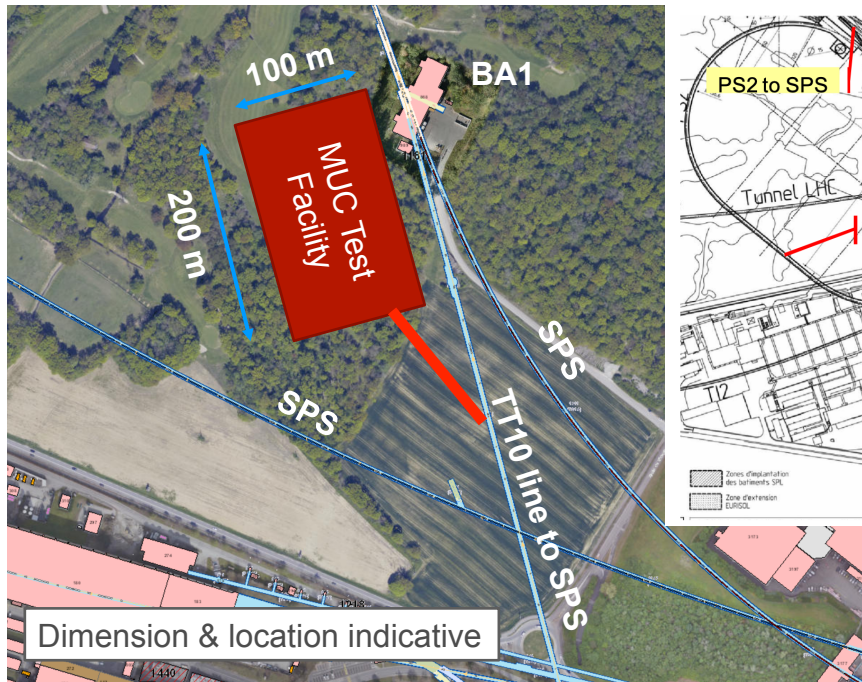 100 m
BA1
MUC Test
Facility
200 m
SPS
SPS
TT10 line to SPS
Dimension & location indicative
PS2 to SPS
Tunnel LHC
TI2
Zones d'implantation
des batiments SPL
Zone d'extension
EURISOL